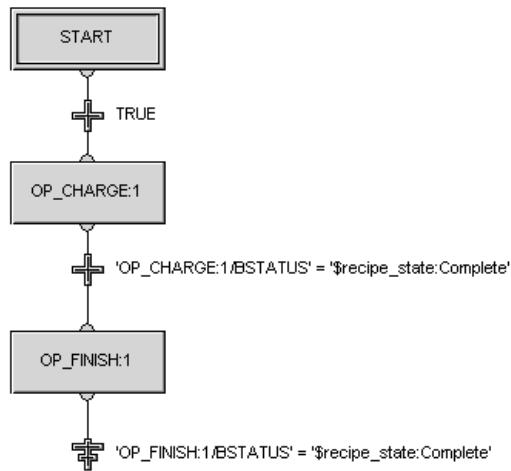 START
TRUE
OP_CHARGE:1
'OP_CHARGE:1/BSTATUS' = '$recipe_state:Complete'
OP_FINISH:1
'OP_FINISH:1/BSTATUS' = '$recipe_state:Complete'